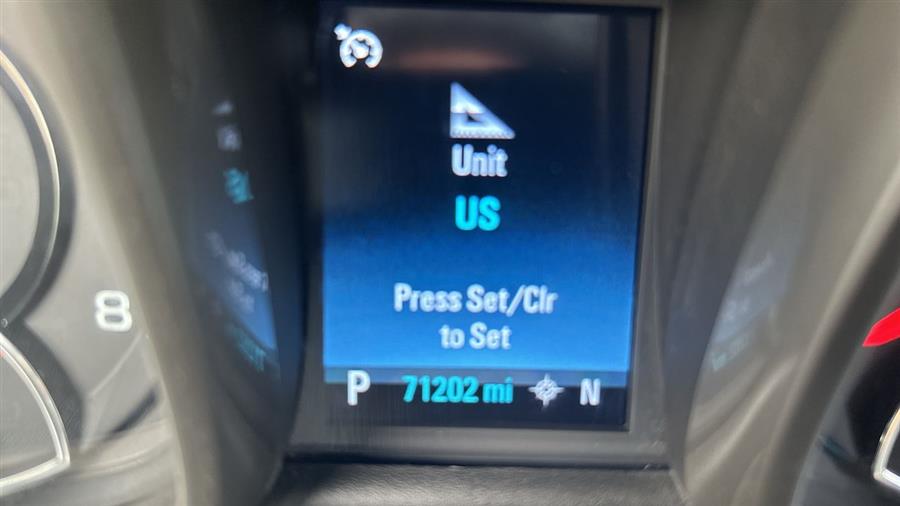 Unit
US
Press Set/Clr
to Set
P 71202 mi N
8